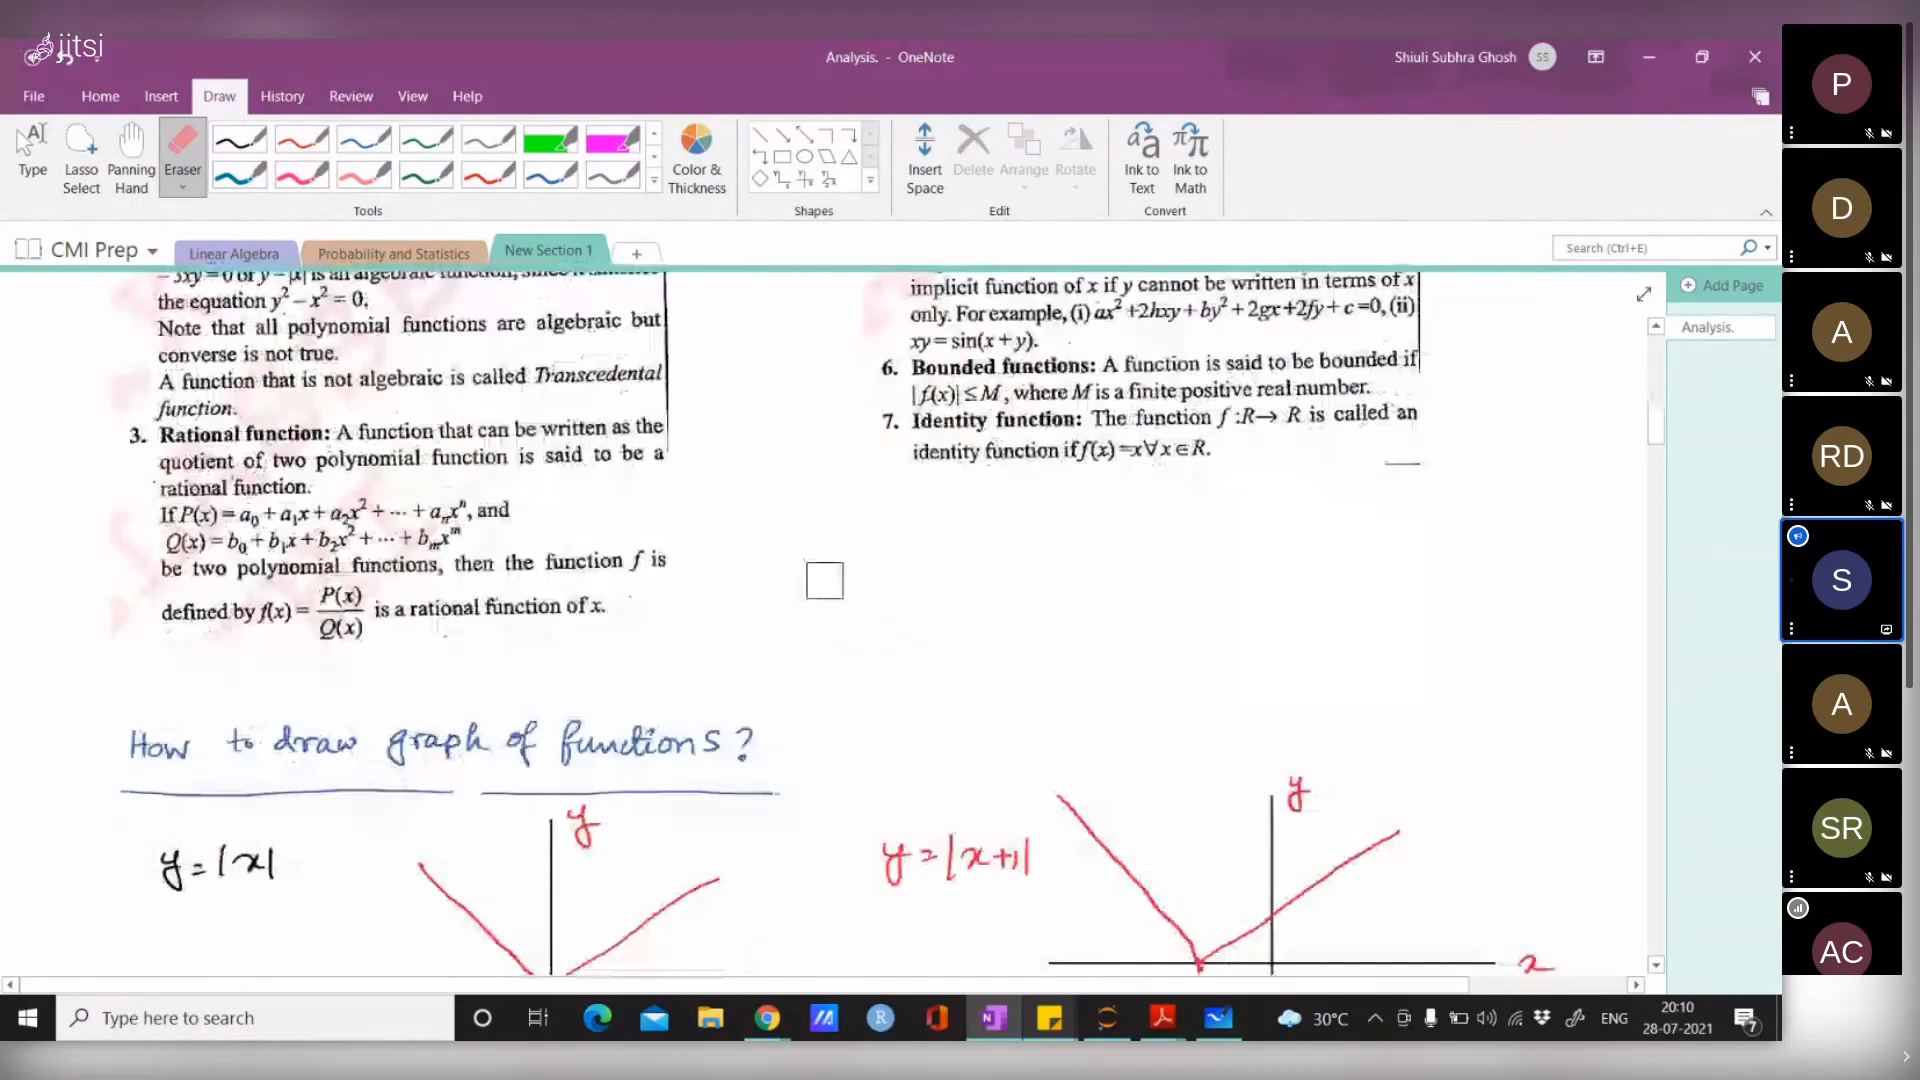 jitsi
Analysis. - OneNote
Shiuli Subhra Ghosh
SS
File
Home
Insert
Draw
History
Review
View
Help
Type
Lasso Select
Panning Hand
Eraser
Color & Thickness
Insert Space
Delete
Arrange
Rotate
Ink to Text
Ink to Math
Tools
Shapes
Edit
Convert
CMI Prep
Linear Algebra
Probability and Statistics
New Section 1
Search (Ctrl+E)
Add Page
Analysis.
the equation y² – x² = 0.
Note that all polynomial functions are algebraic but
converse is not true.
A function that is not algebraic is called Transcedental
function.
3. Rational function: A function that can be written as the
quotient of two polynomial function is said to be a
rational function.
If P(x) = a₀ + a₁x + a₂x² + ··· + aₙxⁿ, and
Q(x) = b₀ + b₁x + b₂x² + ··· + bₘxᵐ
be two polynomial functions, then the function f is
defined by f(x) = P(x)/Q(x) is a rational function of x.
implicit function of x if y cannot be written in terms of x
only. For example, (i) ax² +2hxy + by² + 2gx+2fy + c =0, (ii)
xy = sin(x + y).
6. Bounded functions: A function is said to be bounded if
|f(x)| ≤ M, where M is a finite positive real number.
7. Identity function: The function f :R→ R is called an
identity function if f(x) =x∀x∈R.
How to draw graph of functions?
y = |x|
y
y = |x+1|
y
x
P
D
A
RD
S
A
SR
AC
Type here to search
30°C
ENG
20:10
28-07-2021
7